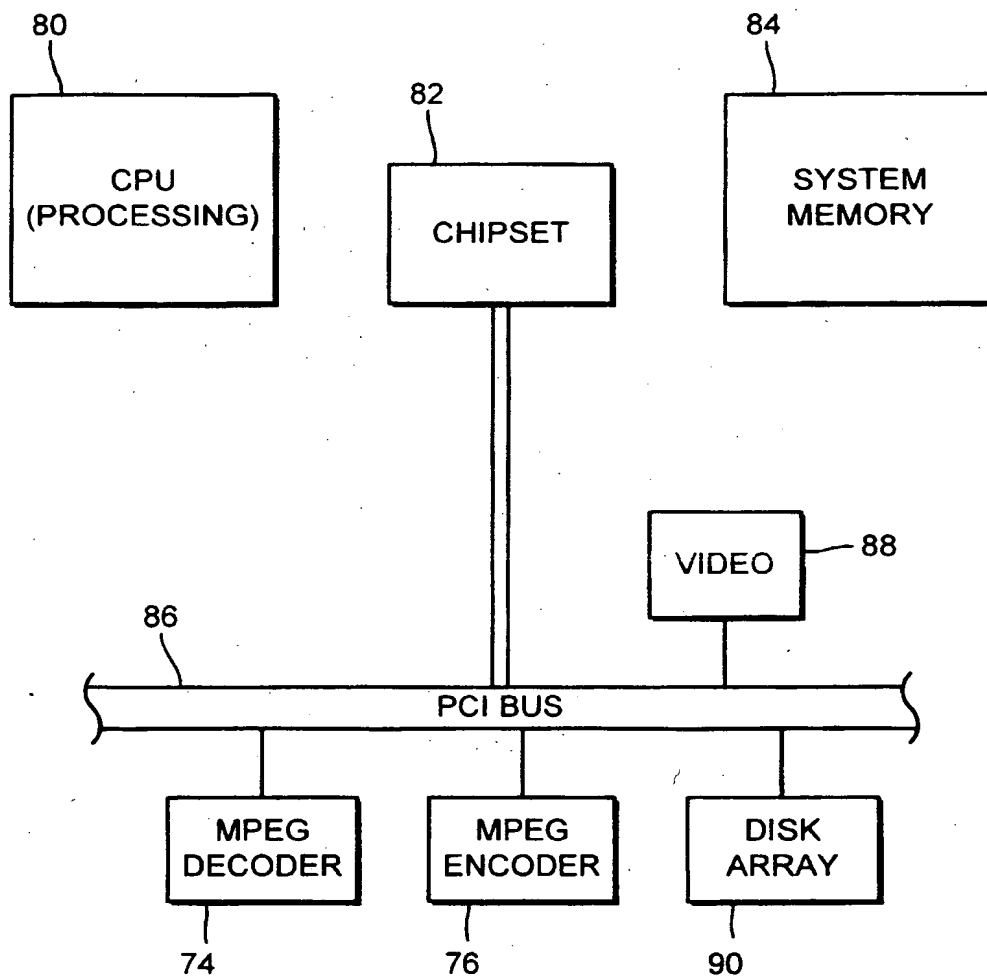 80
84
82
CPU
(PROCESSING)
CHIPSET
SYSTEM
MEMORY
VIDEO
88
86
PCI BUS
MPEG
DECODER
MPEG
ENCODER
DISK
ARRAY
74
76
90